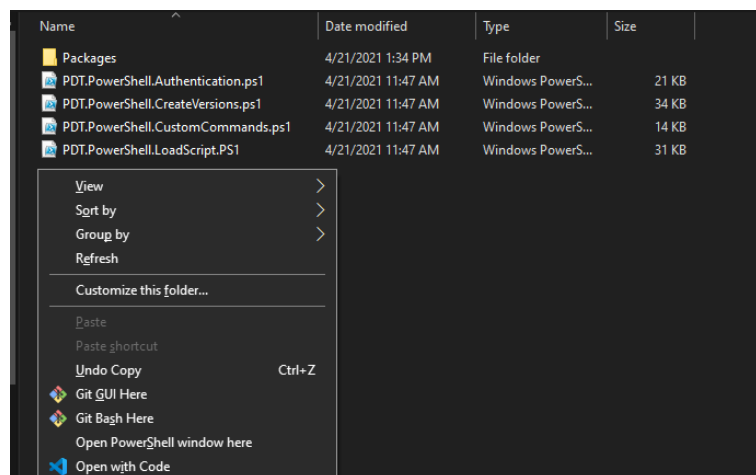 Name Date modified Type Size
Packages 4/21/2021 1:34 PM File folder
PDT.PowerShell.Authentication.ps1 4/21/2021 11:47 AM Windows PowerS... 21 KB
PDT.PowerShell.CreateVersions.ps1 4/21/2021 11:47 AM Windows PowerS... 34 KB
PDT.PowerShell.CustomCommands.ps1 4/21/2021 11:47 AM Windows PowerS... 14 KB
PDT.PowerShell.LoadScript.PS1 4/21/2021 11:47 AM Windows PowerS... 31 KB
View
Sort by
Group by
Refresh
Customize this folder...
Paste
Paste shortcut
Undo Copy Ctrl+Z
Git GUI Here
Git Bash Here
Open PowerShell window here
Open with Code